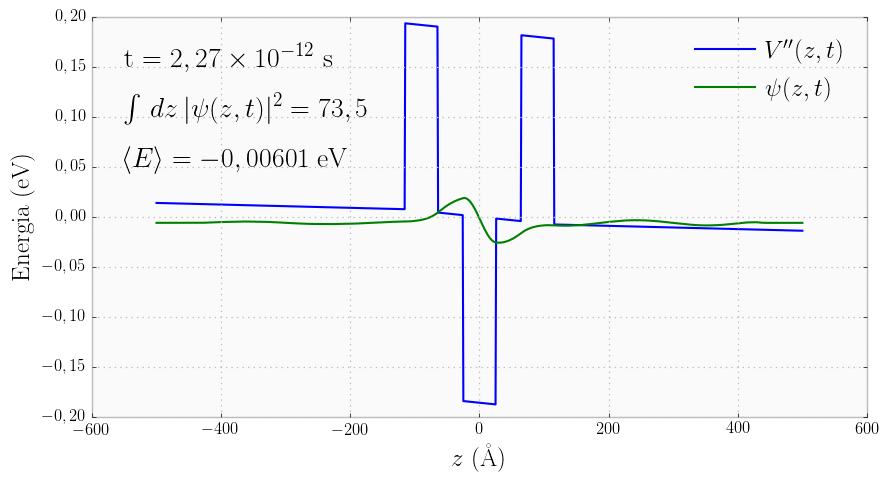 0,20
0,15
0,10
0,05
0,00
−0,05
−0,10
−0,15
−0,20
Energia (eV)
t = 2,27 × 10⁻¹² s
∫ dz |ψ(z, t)|² = 73,5
⟨E⟩ = −0,00601 eV
V″(z, t)
ψ(z, t)
−600 −400 −200 0 200 400 600
z (Å)